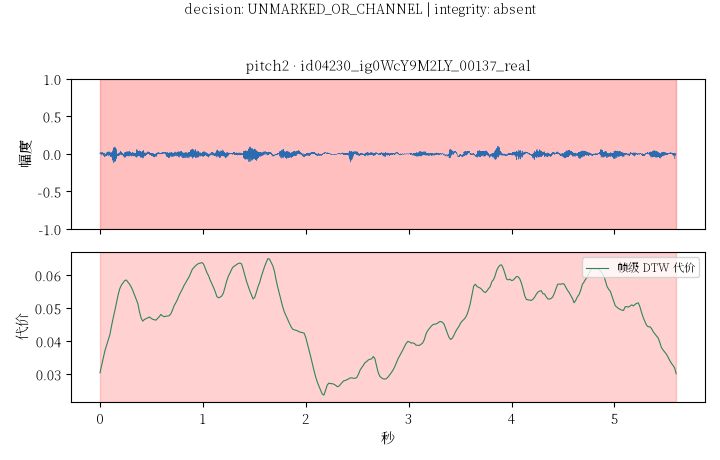 decision: UNMARKED_OR_CHANNEL | integrity: absent
pitch2 · id04230_ig0WcY9M2LY_00137_real
幅度
1.0
0.5
0.0
-0.5
-1.0
帧级 DTW 代价
代价
0.06
0.05
0.04
0.03
0 1 2 3 4 5
秒